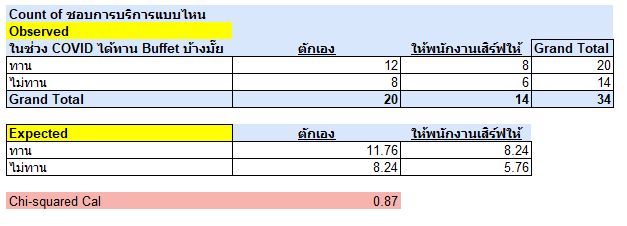 Count of ชอบการบริการแบบไหน
Observed
ในช่วง COVID ได้ทาน Buffet บ้างมั๊ย ตักเอง ให้พนักงานเสิร์ฟให้ Grand Total
ทาน 12 8 20
ไม่ทาน 8 6 14
Grand Total 20 14 34
Expected ตักเอง ให้พนักงานเสิร์ฟให้
ทาน 11.76 8.24
ไม่ทาน 8.24 5.76
Chi-squared Cal 0.87